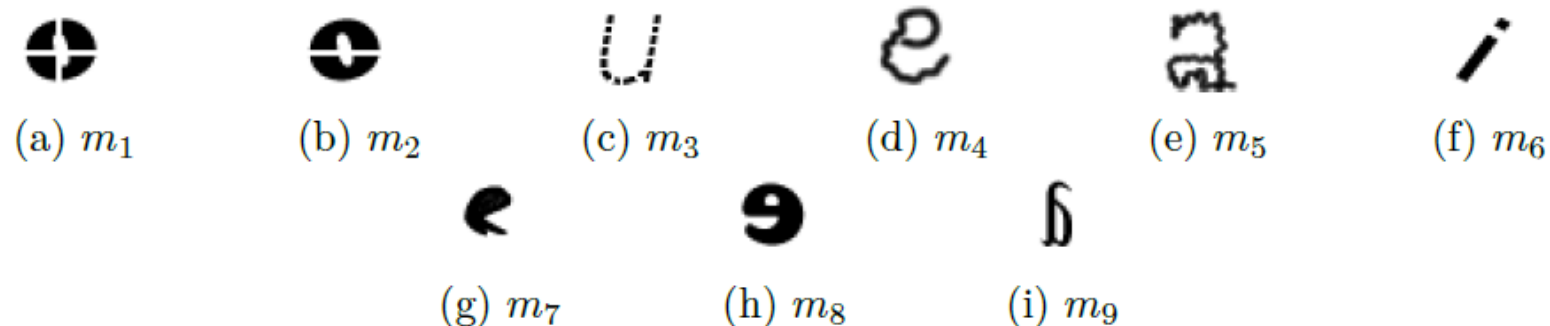 (a) m₁ (b) m₂ (c) m₃ (d) m₄ (e) m₅ (f) m₆
(g) m₇ (h) m₈ (i) m₉